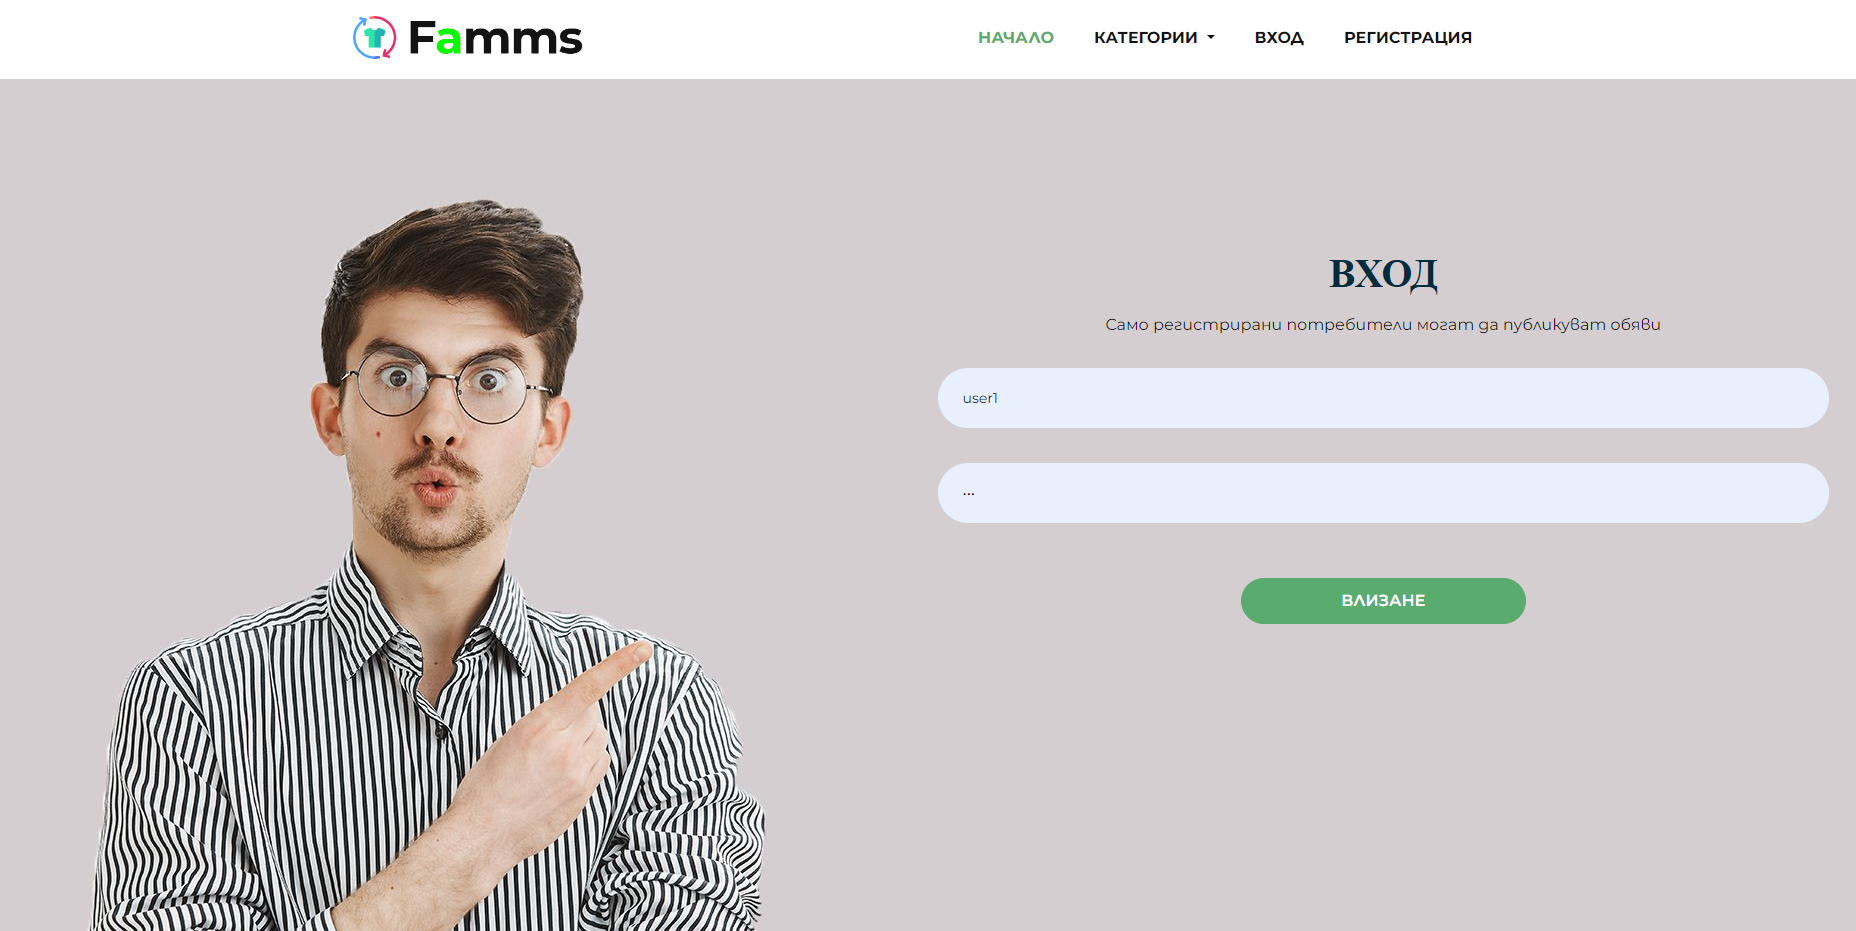 Famms
НАЧАЛО
КАТЕГОРИИ
ВХОД
РЕГИСТРАЦИЯ
ВХОД
Само регистрирани потребители могат да публикуват обяви
user1
...
ВЛИЗАНЕ